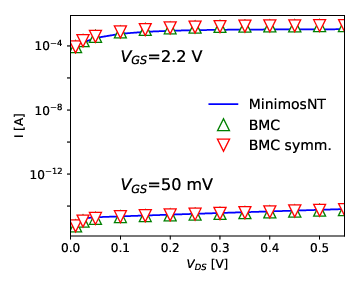 V_GS=2.2 V
10⁻⁴
10⁻⁸
10⁻¹²
I [A]
MinimosNT
BMC
BMC symm.
V_GS=50 mV
0.0 0.1 0.2 0.3 0.4 0.5
V_DS [V]